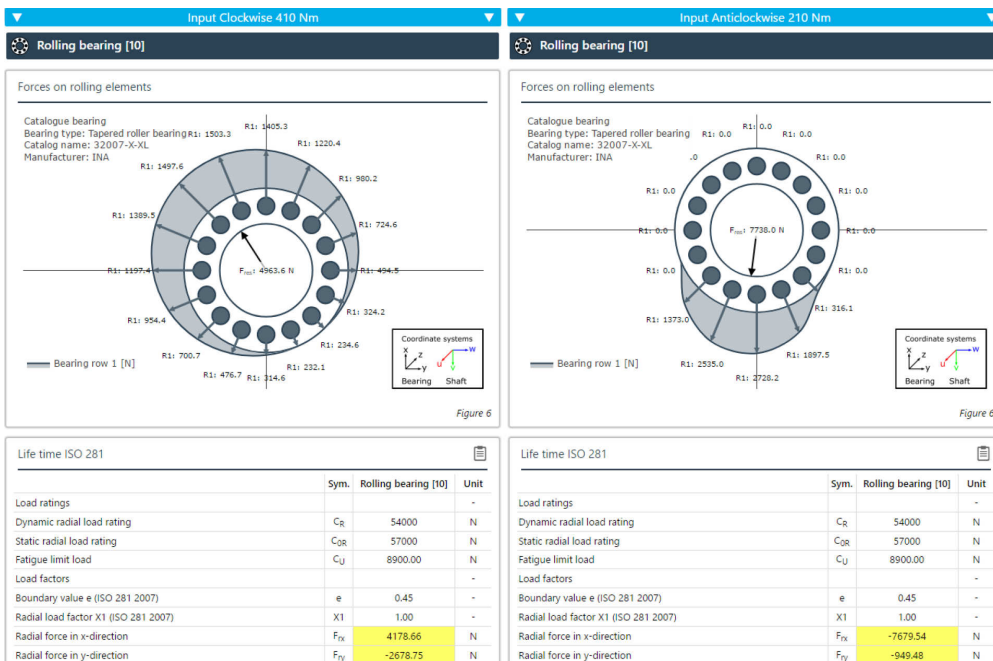 Input Clockwise 410 Nm
Rolling bearing [10]
Forces on rolling elements
Catalogue bearing
Bearing type: Tapered roller bearing
Catalog name: 32007-X-XL
Manufacturer: INA
R1: 1405.3
R1: 1503.3
R1: 1220.4
R1: 1497.6
R1: 980.2
R1: 1389.5
R1: 724.6
R1: 1197.4
Fres: 4963.6 N
R1: 494.5
R1: 954.4
R1: 324.2
R1: 700.7
R1: 234.6
R1: 476.7
R1: 314.6
R1: 232.1
Bearing row 1 [N]
Coordinate systems
x
z
y
w
u
v
Bearing Shaft
Figure 6
Life time ISO 281
Sym. Rolling bearing [10] Unit
Load ratings -
Dynamic radial load rating CR 54000 N
Static radial load rating C0R 57000 N
Fatigue limit load CU 8900.00 N
Load factors -
Boundary value e (ISO 281 2007) e 0.45 -
Radial load factor X1 (ISO 281 2007) X1 1.00 -
Radial force in x-direction Frx 4178.66 N
Radial force in y-direction Fry -2678.75 N
Input Anticlockwise 210 Nm
Rolling bearing [10]
Forces on rolling elements
Catalogue bearing
Bearing type: Tapered roller bearing
Catalog name: 32007-X-XL
Manufacturer: INA
R1: 0.0
R1: 0.0
R1: 0.0
.0
R1: 0.0
R1: 0.0
R1: 0.0
R1: 0.0
Fres: 7738.0 N
R1: 0.0
R1: 0.0
R1: 0.0
R1: 1373.0
R1: 316.1
R1: 2535.0
R1: 2728.2
R1: 1897.5
Bearing row 1 [N]
Coordinate systems
x
z
y
w
u
v
Bearing Shaft
Figure 6
Life time ISO 281
Sym. Rolling bearing [10] Unit
Load ratings -
Dynamic radial load rating CR 54000 N
Static radial load rating C0R 57000 N
Fatigue limit load CU 8900.00 N
Load factors -
Boundary value e (ISO 281 2007) e 0.45 -
Radial load factor X1 (ISO 281 2007) X1 1.00 -
Radial force in x-direction Frx -7679.54 N
Radial force in y-direction Fry -949.48 N